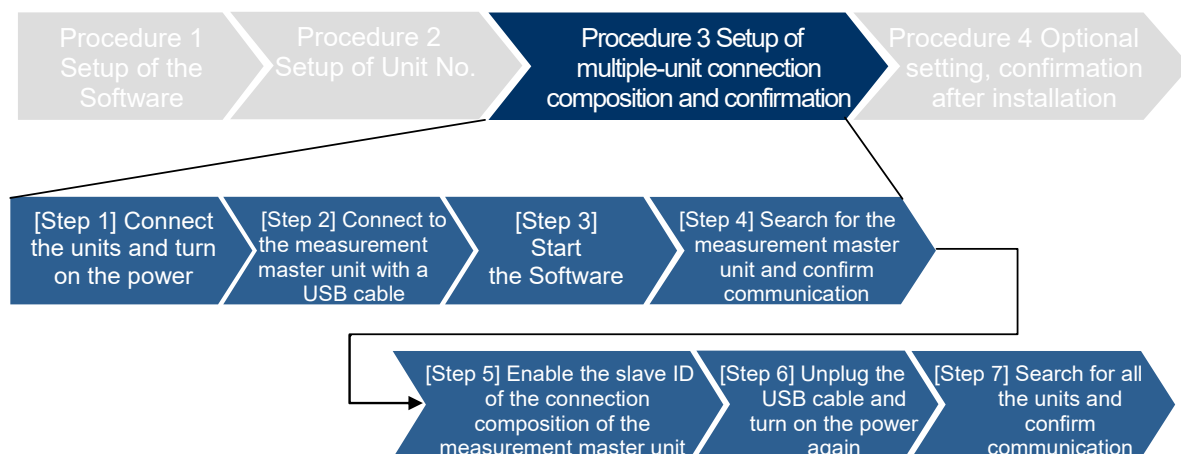 Procedure 1
Setup of the
Software
Procedure 2
Setup of Unit No.
Procedure 3 Setup of
multiple-unit connection
composition and confirmation
Procedure 4 Optional
setting, confirmation
after installation
[Step 1] Connect
the units and turn
on the power
[Step 2] Connect to
the measurement
master unit with a
USB cable
[Step 3]
Start
the Software
[Step 4] Search for the
measurement master
unit and confirm
communication
[Step 5] Enable the slave ID
of the connection
composition of the
measurement master unit
[Step 6] Unplug the
USB cable and
turn on the power
again
[Step 7] Search for all
the units and
confirm
communication